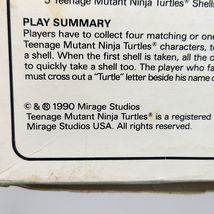 5 Teenage Mutant Ninja Turtles Shells
PLAY SUMMARY
Players have to collect four matching or one
Teenage Mutant Ninja Turtles® characters, to
a shell. When the first shell is taken, all the o
to quickly take a shell too. The player who fa
must cross out a "Turtle" letter beside his name o
© & ® 1990 Mirage Studios
Teenage Mutant Ninja Turtles® is a registered
Mirage Studios USA. All rights reserved.